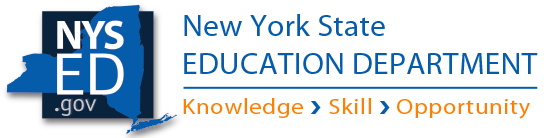 NYS
ED
.gov
New York State
EDUCATION DEPARTMENT
Knowledge › Skill › Opportunity